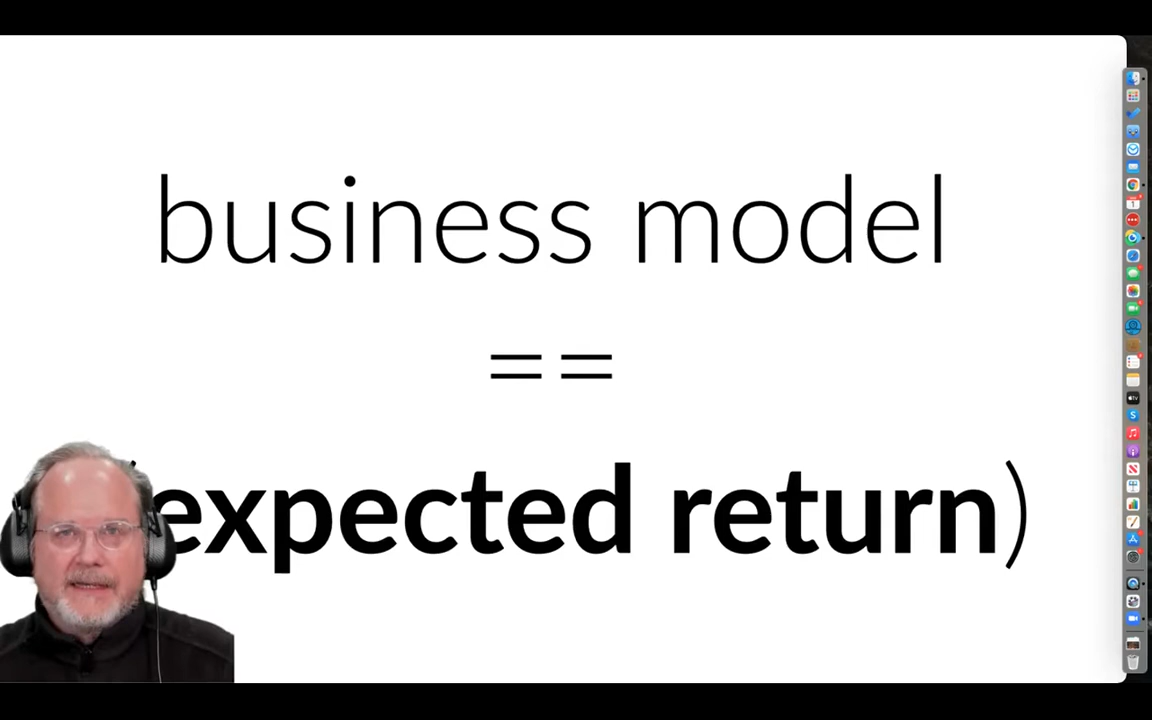 business model
==
(expected return)